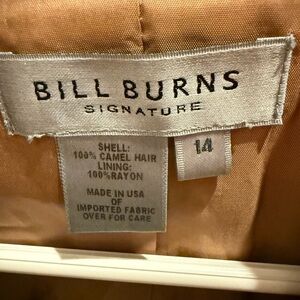 BILL BURNS
SIGNATURE
14
SHELL:
100% CAMEL HAIR
LINING:
100%RAYON
MADE IN USA
OF
IMPORTED FABRIC
OVER FOR CARE